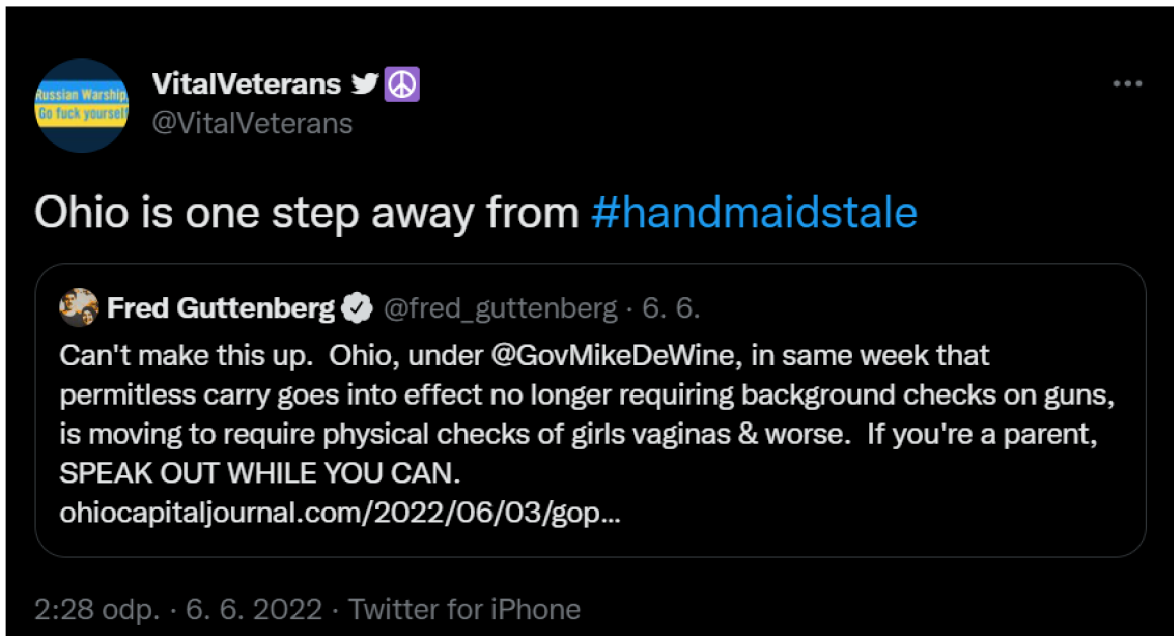 VitalVeterans
@VitalVeterans
Russian Warship,
Go fuck yourself
Ohio is one step away from #handmaidstale
Fred Guttenberg @fred_guttenberg · 6. 6.
Can't make this up. Ohio, under @GovMikeDeWine, in same week that
permitless carry goes into effect no longer requiring background checks on guns,
is moving to require physical checks of girls vaginas & worse. If you're a parent,
SPEAK OUT WHILE YOU CAN.
ohiocapitaljournal.com/2022/06/03/gop...
2:28 odp. · 6. 6. 2022 · Twitter for iPhone